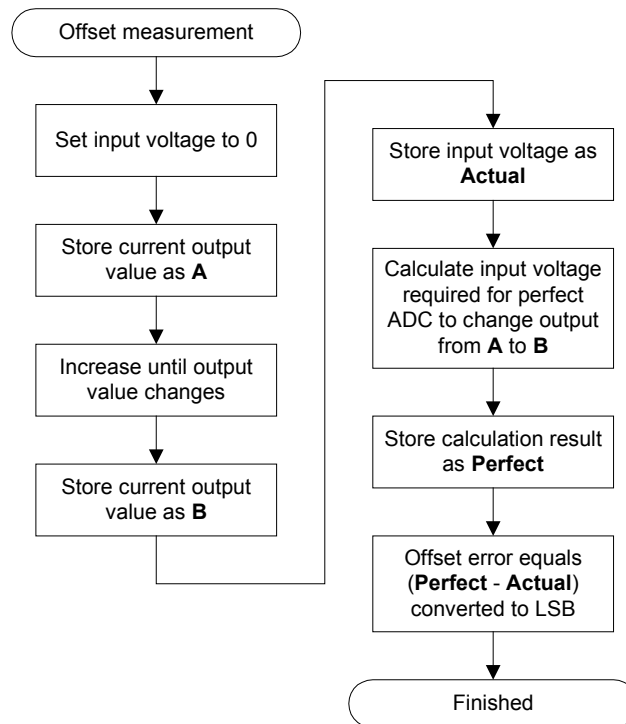 Offset measurement
Set input voltage to 0
Store current output
value as A
Increase until output
value changes
Store current output
value as B
Store input voltage as
Actual
Calculate input voltage
required for perfect
ADC to change output
from A to B
Store calculation result
as Perfect
Offset error equals
(Perfect - Actual)
converted to LSB
Finished